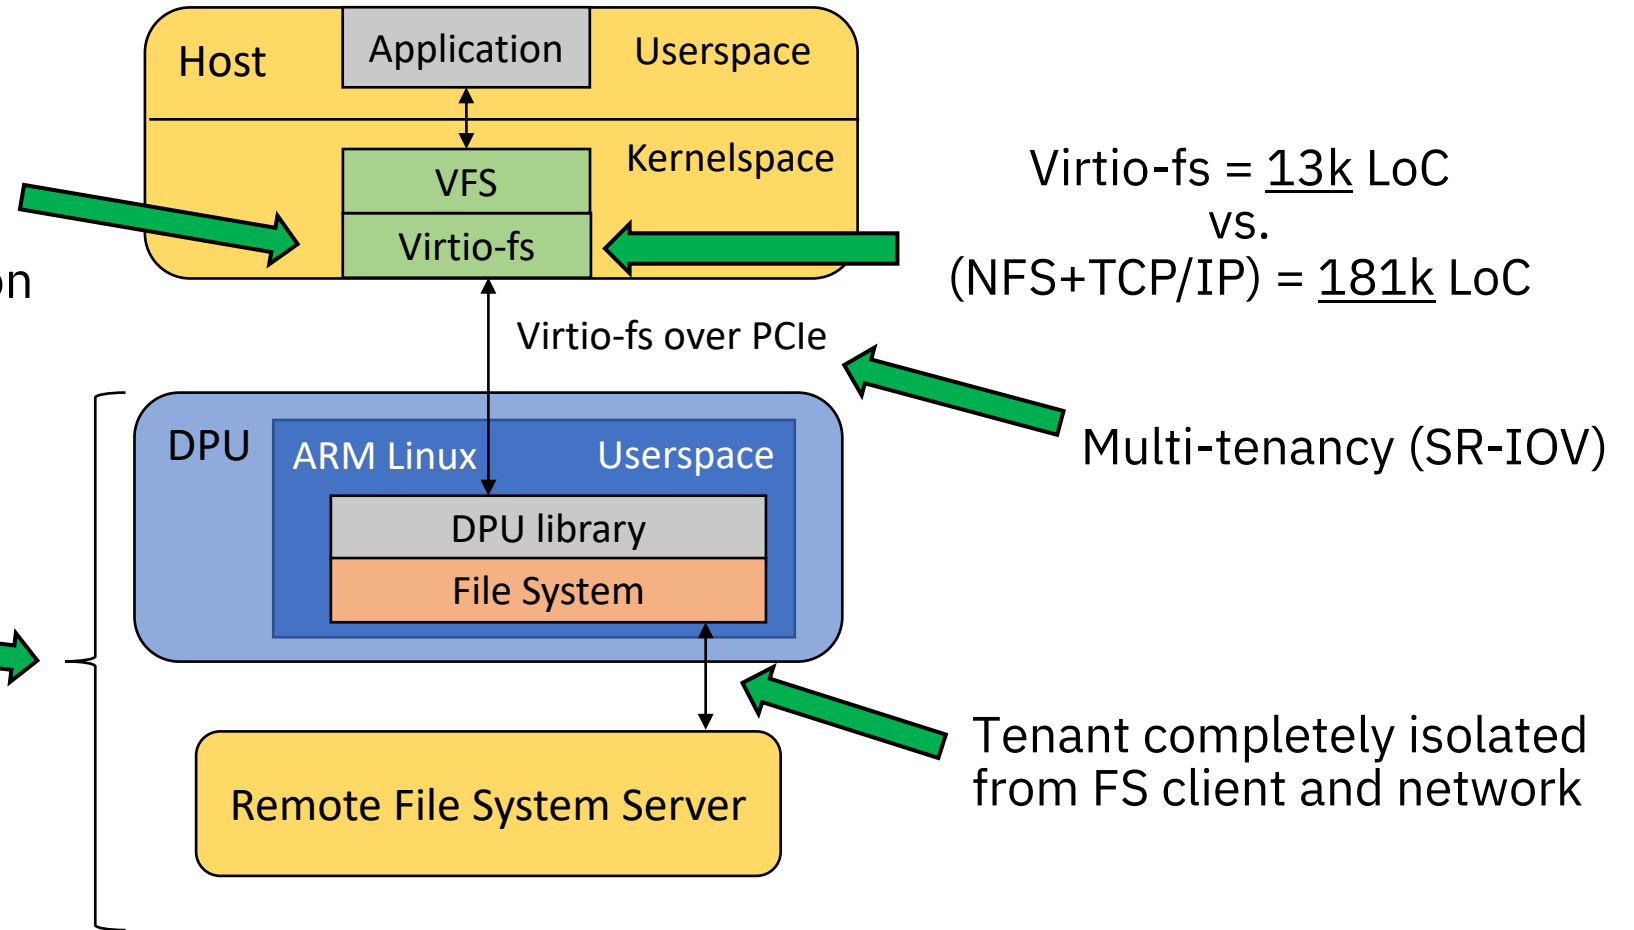 Host
Application
Userspace
Kernelspace
VFS
Virtio-fs
Virtio-fs = 13k LoC
vs.
(NFS+TCP/IP) = 181k LoC
Virtio-fs over PCIe
Multi-tenancy (SR-IOV)
DPU
ARM Linux
Userspace
DPU library
File System
Tenant completely isolated
from FS client and network
Remote File System Server